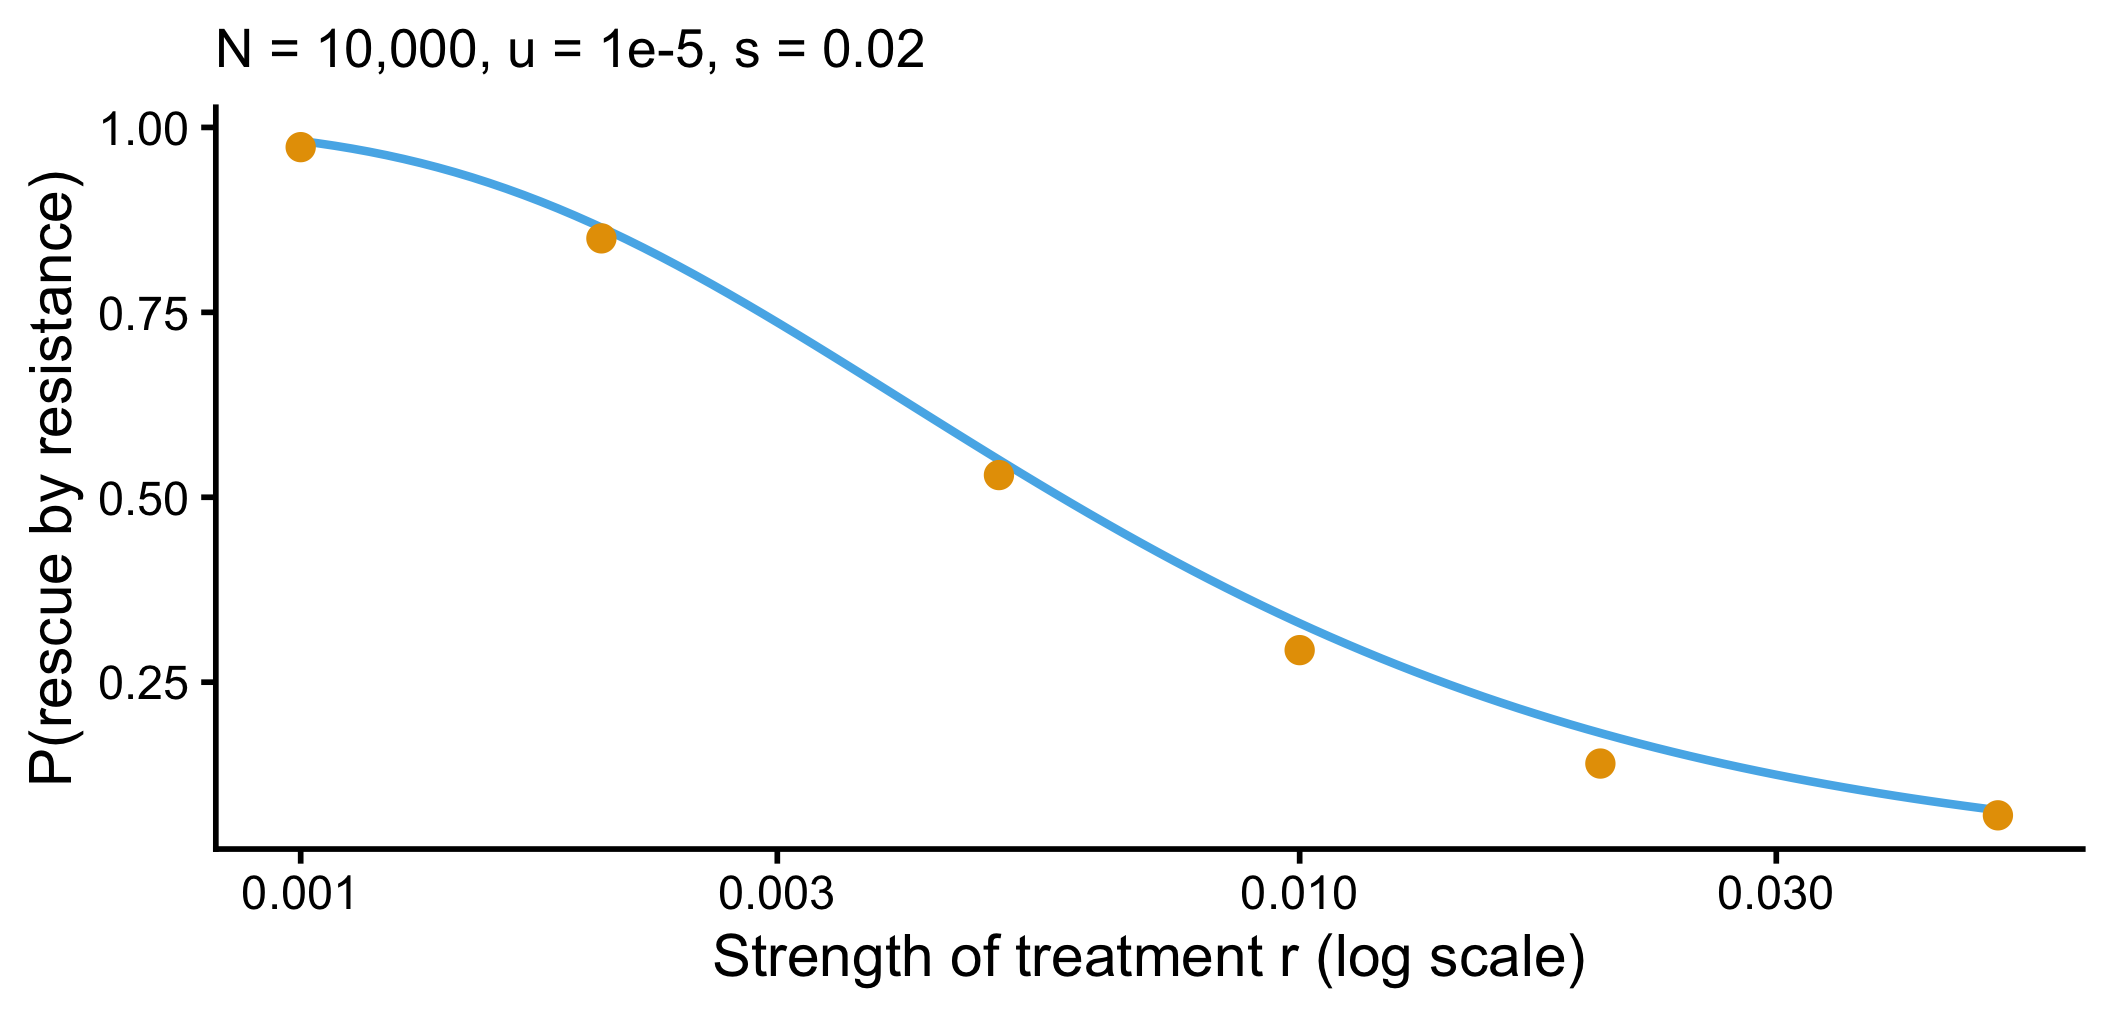 N = 10,000, u = 1e-5, s = 0.02
P(rescue by resistance)
1.00
0.75
0.50
0.25
0.001 0.003 0.010 0.030
Strength of treatment r (log scale)